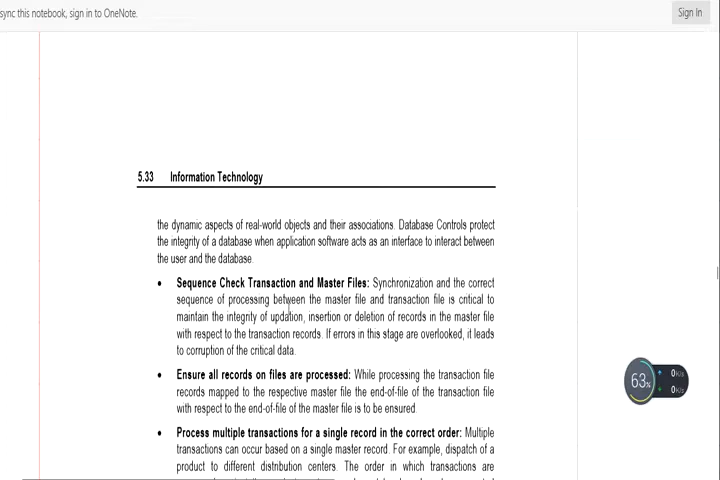 sync this notebook, sign in to OneNote.
Sign In
5.33 Information Technology
the dynamic aspects of real-world objects and their associations. Database Controls protect
the integrity of a database when application software acts as an interface to interact between
the user and the database.
• Sequence Check Transaction and Master Files: Synchronization and the correct
sequence of processing between the master file and transaction file is critical to
maintain the integrity of updation, insertion or deletion of records in the master file
with respect to the transaction records. If errors in this stage are overlooked, it leads
to corruption of the critical data.
• Ensure all records on files are processed: While processing the transaction file
records mapped to the respective master file the end-of-file of the transaction file
with respect to the end-of-file of the master file is to be ensured.
• Process multiple transactions for a single record in the correct order: Multiple
transactions can occur based on a single master record. For example, dispatch of a
product to different distribution centers. The order in which transactions are
63%
0K/s
0K/s